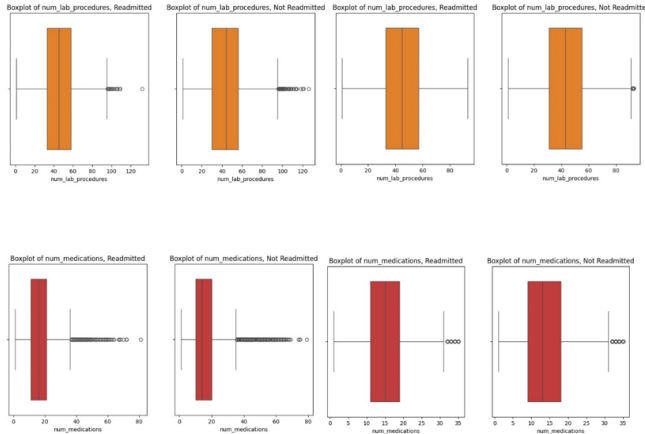 Boxplot of num_lab_procedures, Readmitted
Boxplot of num_lab_procedures, Not Readmitted
Boxplot of num_lab_procedures, Readmitted
Boxplot of num_lab_procedures, Not Readmitted
0 20 40 60 80 100 120
0 20 40 60 80 100 120
0 20 40 60 80
0 20 40 60 80
num_lab_procedures
num_lab_procedures
num_lab_procedures
num_lab_procedures
Boxplot of num_medications, Readmitted
Boxplot of num_medications, Not Readmitted
Boxplot of num_medications, Readmitted
Boxplot of num_medications, Not Readmitted
0 20 40 60 80
0 20 40 60 80
0 5 10 15 20 25 30 35
0 5 10 15 20 25 30 35
num_medications
num_medications
num_medications
num_medications